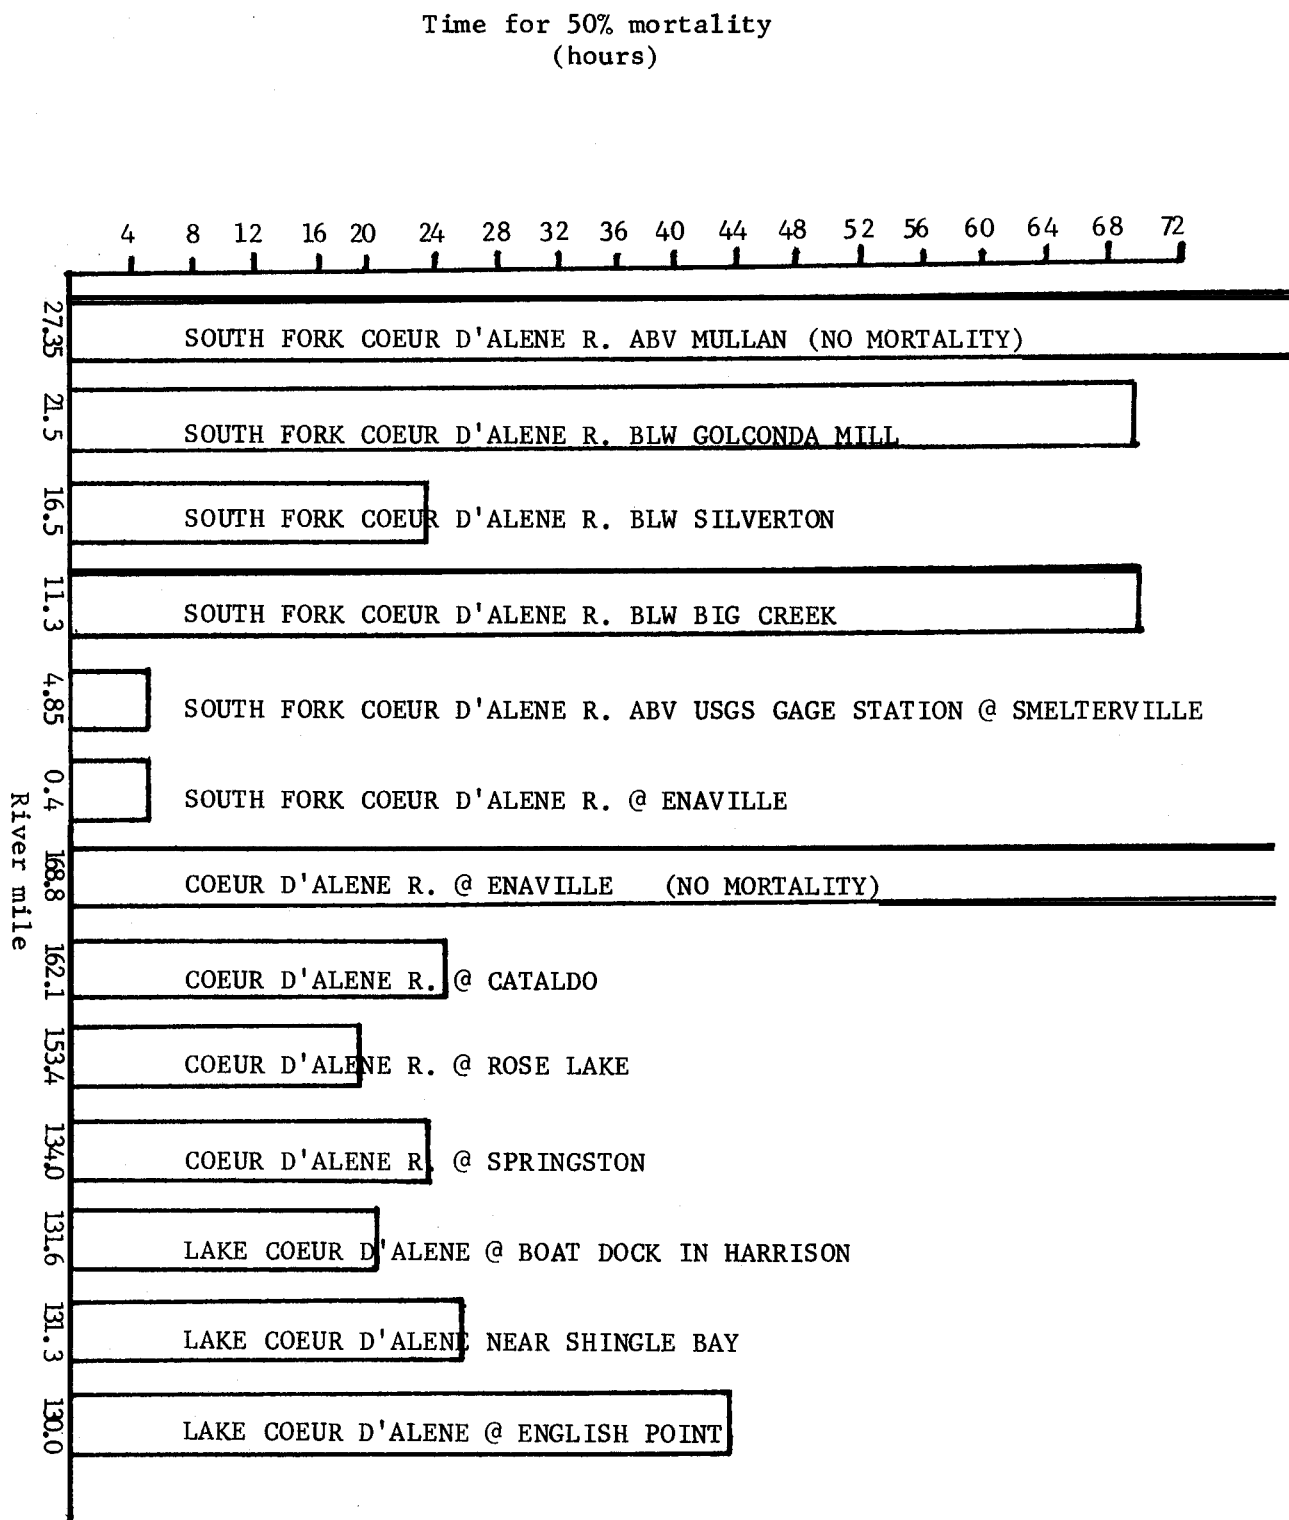 Time for 50% mortality
(hours)
4 8 12 16 20 24 28 32 36 40 44 48 52 56 60 64 68 72
27.35 SOUTH FORK COEUR D'ALENE R. ABV MULLAN (NO MORTALITY)
21.5 SOUTH FORK COEUR D'ALENE R. BLW GOLCONDA MILL
16.5 SOUTH FORK COEUR D'ALENE R. BLW SILVERTON
11.3 SOUTH FORK COEUR D'ALENE R. BLW BIG CREEK
4.85 SOUTH FORK COEUR D'ALENE R. ABV USGS GAGE STATION @ SMELTERVILLE
0.4 SOUTH FORK COEUR D'ALENE R. @ ENAVILLE
168.8 COEUR D'ALENE R. @ ENAVILLE (NO MORTALITY)
162.1 COEUR D'ALENE R. @ CATALDO
153.4 COEUR D'ALENE R. @ ROSE LAKE
134.0 COEUR D'ALENE R. @ SPRINGSTON
131.6 LAKE COEUR D'ALENE @ BOAT DOCK IN HARRISON
131.3 LAKE COEUR D'ALENE NEAR SHINGLE BAY
130.0 LAKE COEUR D'ALENE @ ENGLISH POINT
River mile